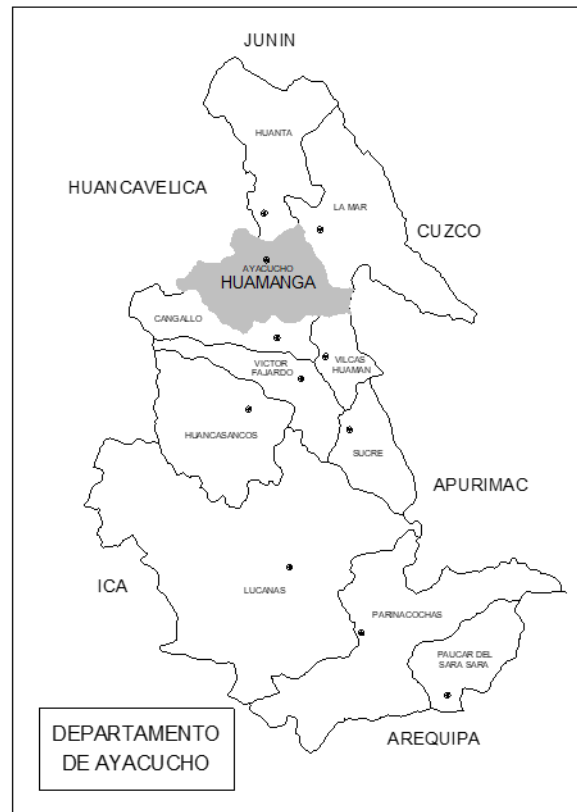 JUNIN
HUANTA
HUANCAVELICA
LA MAR
CUZCO
AYACUCHO
HUAMANGA
CANGALLO
VICTOR
FAJARDO
VILCAS
HUAMAN
HUANCASANCOS
SUCRE
APURIMAC
ICA
LUCANAS
PARINACOCHAS
PAUCAR DEL
SARA SARA
DEPARTAMENTO
DE AYACUCHO
AREQUIPA